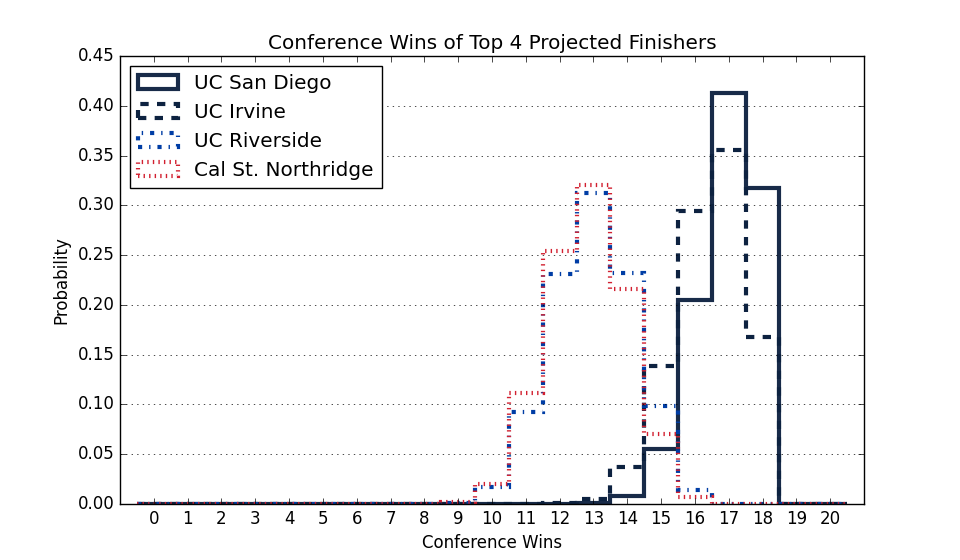 Conference Wins of Top 4 Projected Finishers
0.45
0.40
0.35
0.30
0.25
0.20
0.15
0.10
0.05
0.00
Probability
UC San Diego
UC Irvine
UC Riverside
Cal St. Northridge
0 1 2 3 4 5 6 7 8 9 10 11 12 13 14 15 16 17 18 19 20
Conference Wins